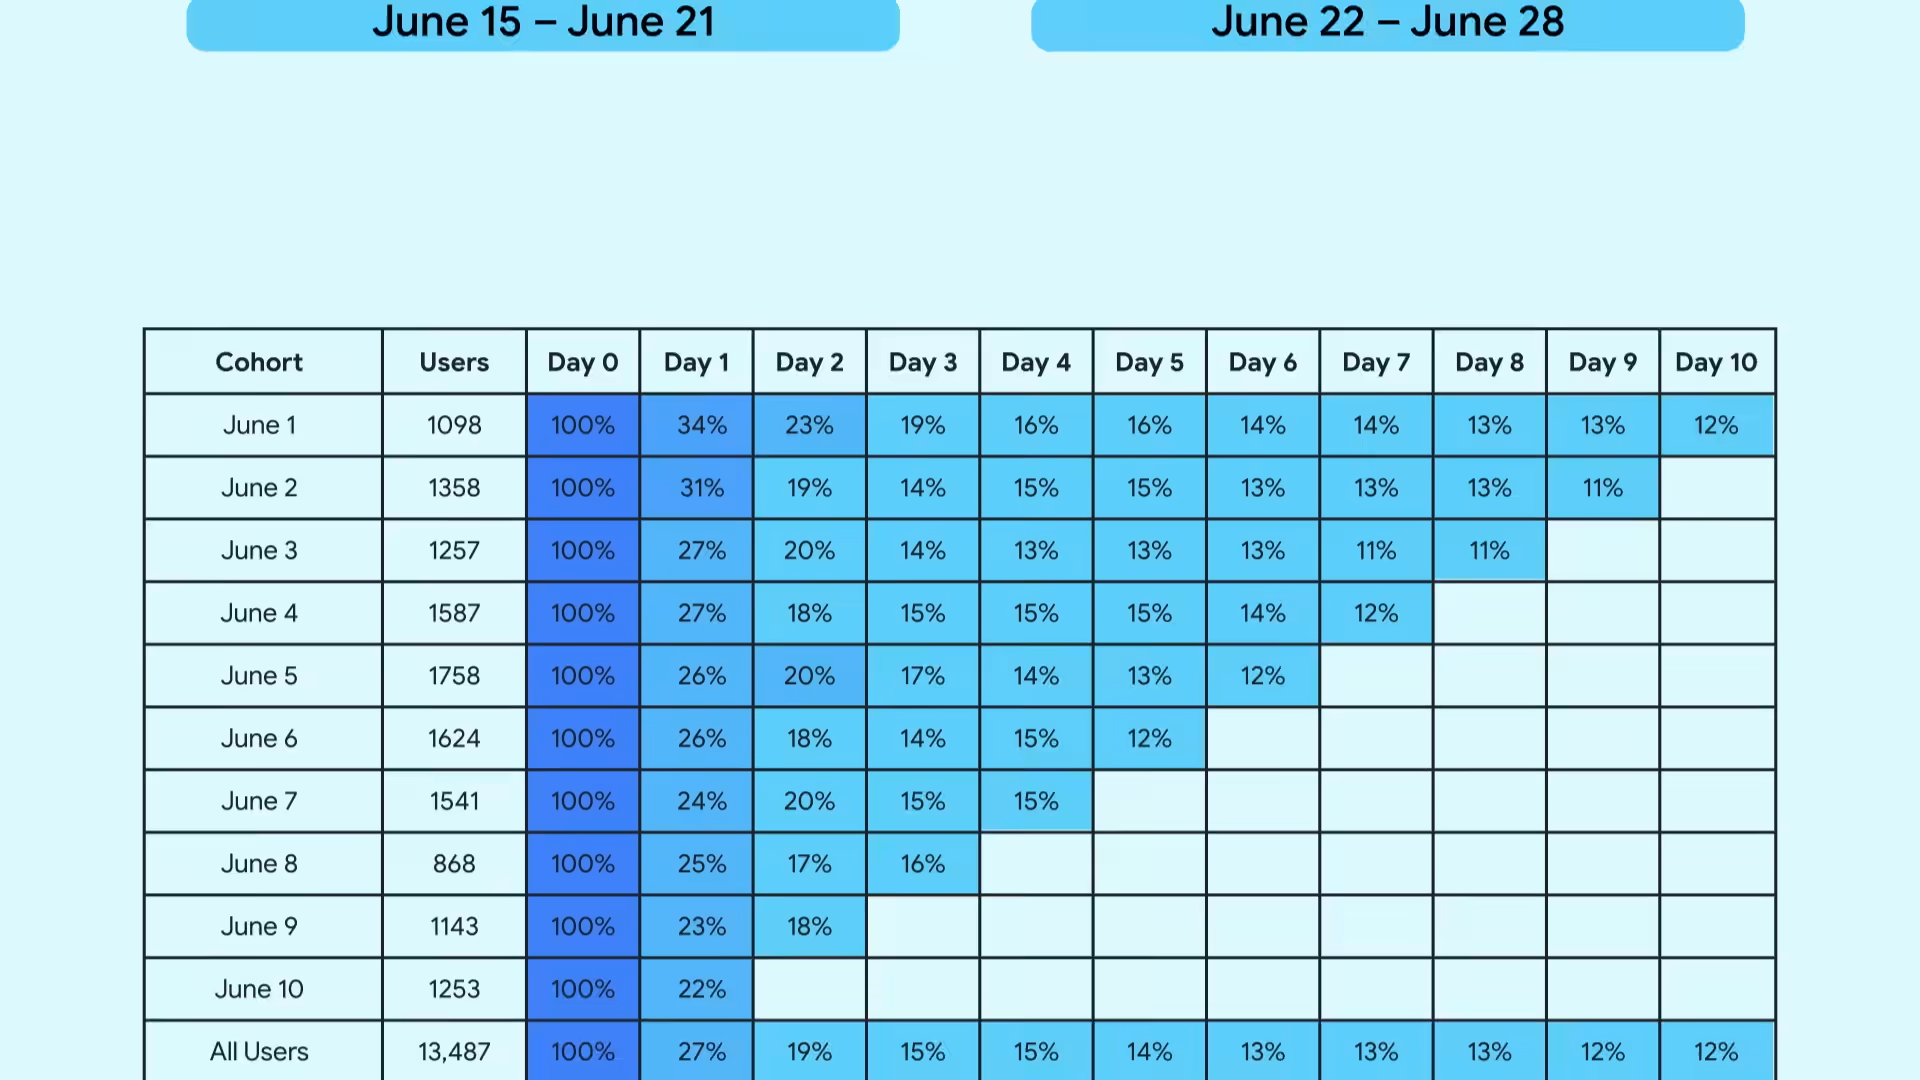 June 15 – June 21 June 22 – June 28
Cohort Users Day 0 Day 1 Day 2 Day 3 Day 4 Day 5 Day 6 Day 7 Day 8 Day 9 Day 10
June 1 1098 100% 34% 23% 19% 16% 16% 14% 14% 13% 13% 12%
June 2 1358 100% 31% 19% 14% 15% 15% 13% 13% 13% 11%
June 3 1257 100% 27% 20% 14% 13% 13% 13% 11% 11%
June 4 1587 100% 27% 18% 15% 15% 15% 14% 12%
June 5 1758 100% 26% 20% 17% 14% 13% 12%
June 6 1624 100% 26% 18% 14% 15% 12%
June 7 1541 100% 24% 20% 15% 15%
June 8 868 100% 25% 17% 16%
June 9 1143 100% 23% 18%
June 10 1253 100% 22%
All Users 13,487 100% 27% 19% 15% 15% 14% 13% 13% 13% 12% 12%